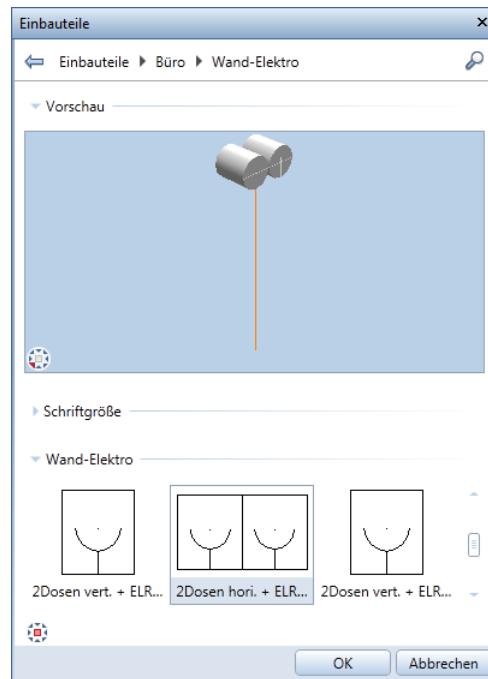 Einbauteile
Einbauteile Büro Wand-Elektro
Vorschau
Schriftgröße
Wand-Elektro
2Dosen vert. + ELR... 2Dosen hori. + ELR... 2Dosen vert. + ELR...
OK Abbrechen